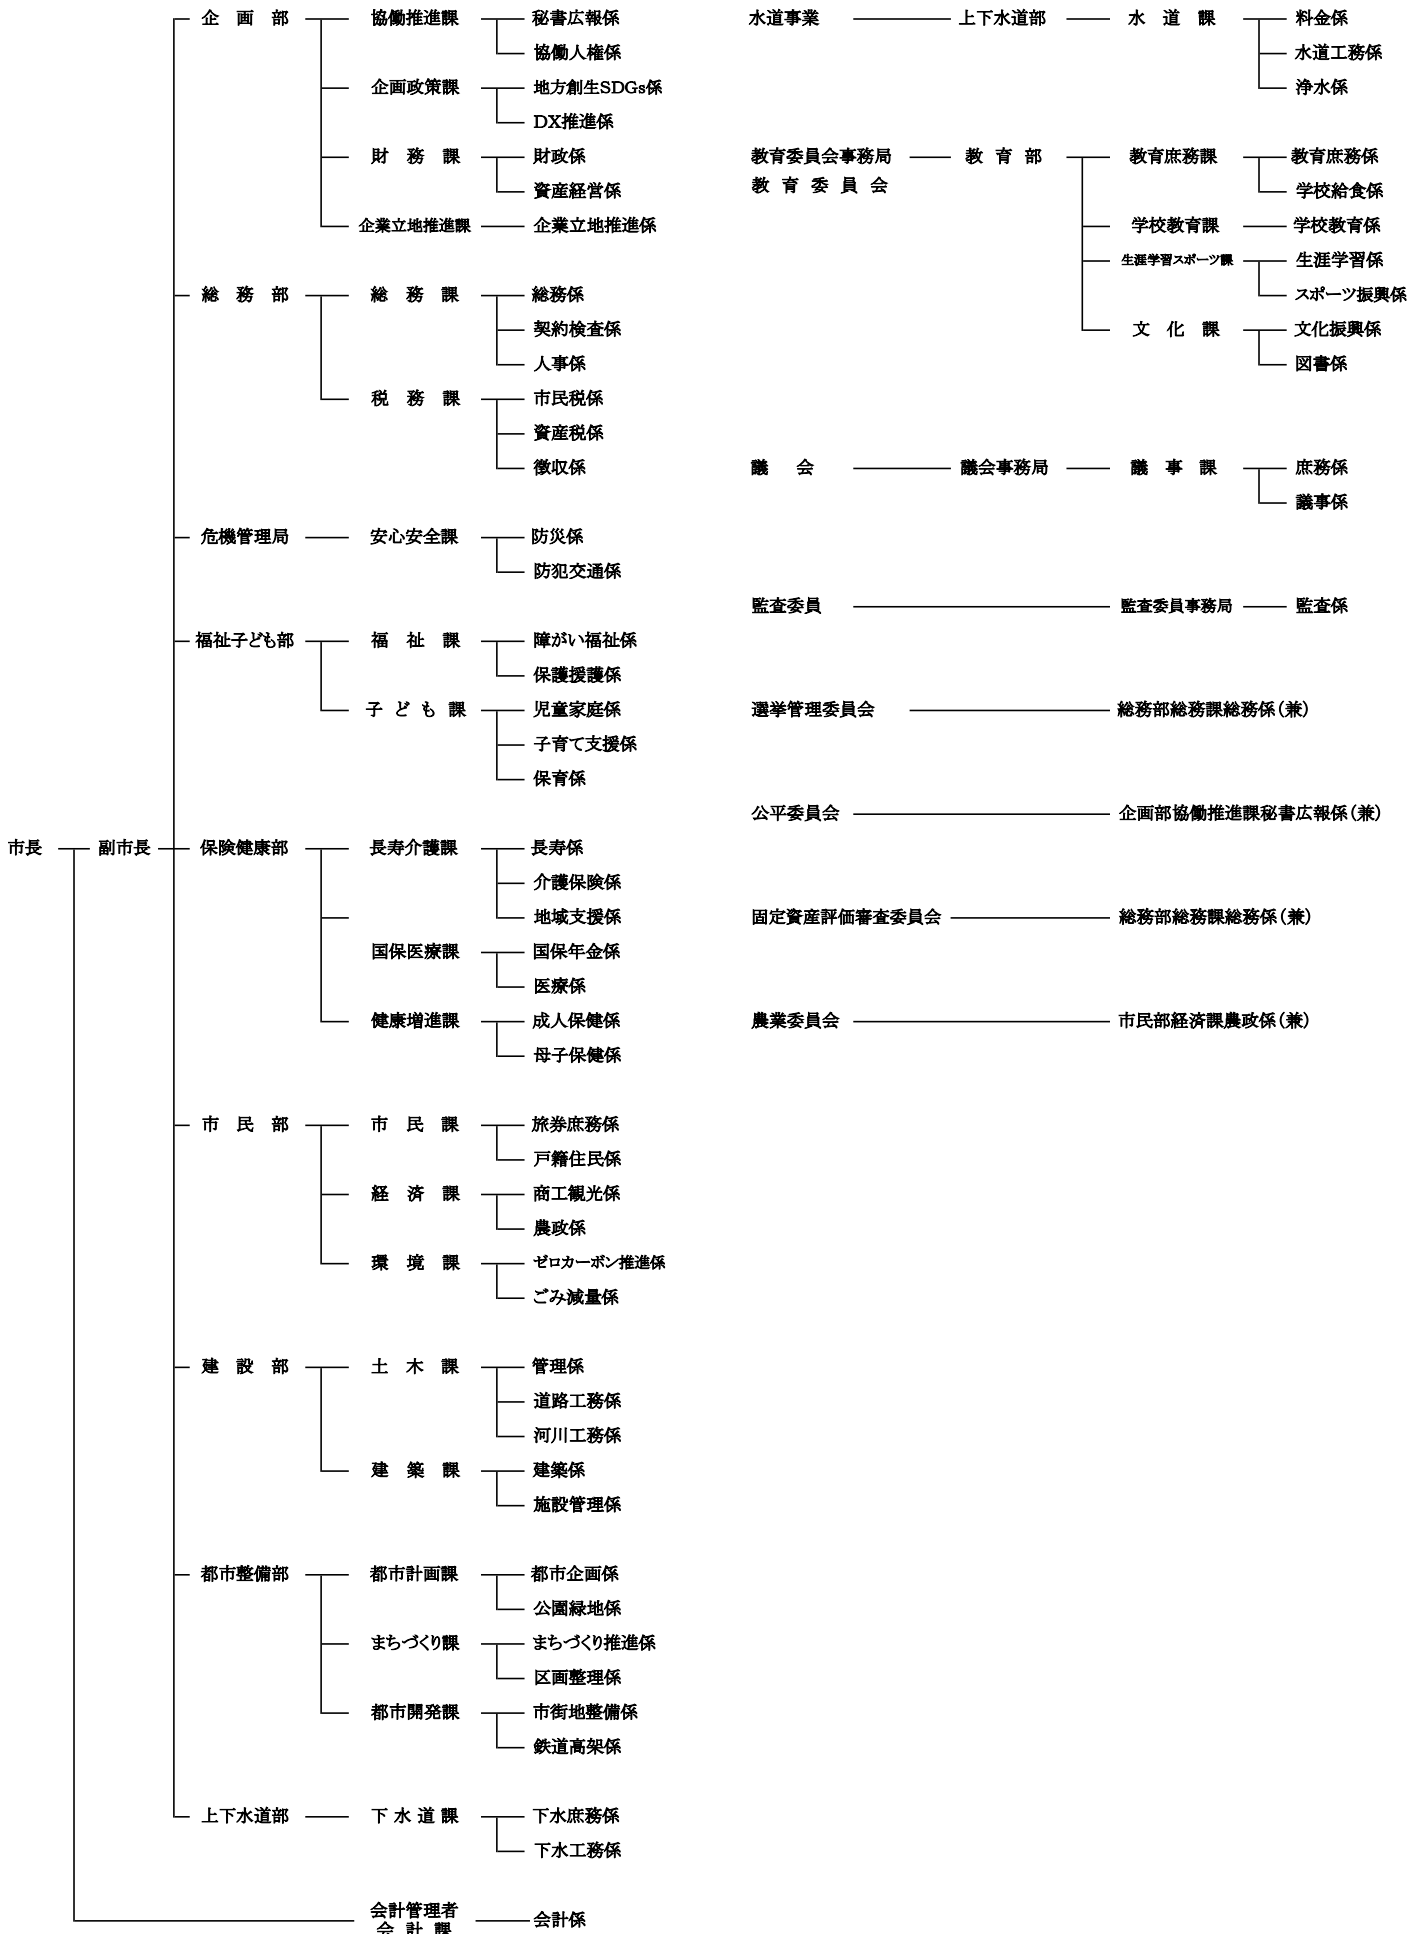 企画部 協働推進課 秘書広報係
協働人権係
企画政策課 地方創生SDGs係
DX推進係
財務課 財政係
資産経営係
企業立地推進課 企業立地推進係
総務部 総務課 総務係
契約検査係
人事係
税務課 市民税係
資産税係
徴収係
危機管理局 安心安全課 防災係
防犯交通係
福祉子ども部 福祉課 障がい福祉係
保護援護係
子ども課 児童家庭係
子育て支援係
保育係
市長 副市長 保険健康部 長寿介護課 長寿係
介護保険係
地域支援係
国保医療課 国保年金係
医療係
健康増進課 成人保健係
母子保健係
市民部 市民課 旅券庶務係
戸籍住民係
経済課 商工観光係
農政係
環境課 ゼロカーボン推進係
ごみ減量係
建設部 土木課 管理係
道路工務係
河川工務係
建築課 建築係
施設管理係
都市整備部 都市計画課 都市企画係
公園緑地係
まちづくり課 まちづくり推進係
区画整理係
都市開発課 市街地整備係
鉄道高架係
上下水道部 下水道課 下水庶務係
下水工務係
会計管理者
会計課 会計係
水道事業 上下水道部 水道課 料金係
水道工務係
浄水係
教育委員会事務局 教育部 教育庶務課 教育庶務係
教育委員会
学校給食係
学校教育課 学校教育係
生涯学習スポーツ課 生涯学習係
スポーツ振興係
文化課 文化振興係
図書係
議会 議会事務局 議事課 庶務係
議事係
監査委員 監査委員事務局 監査係
選挙管理委員会 総務部総務課総務係(兼)
公平委員会 企画部協働推進課秘書広報係(兼)
固定資産評価審査委員会 総務部総務課総務係(兼)
農業委員会 市民部経済課農政係(兼)